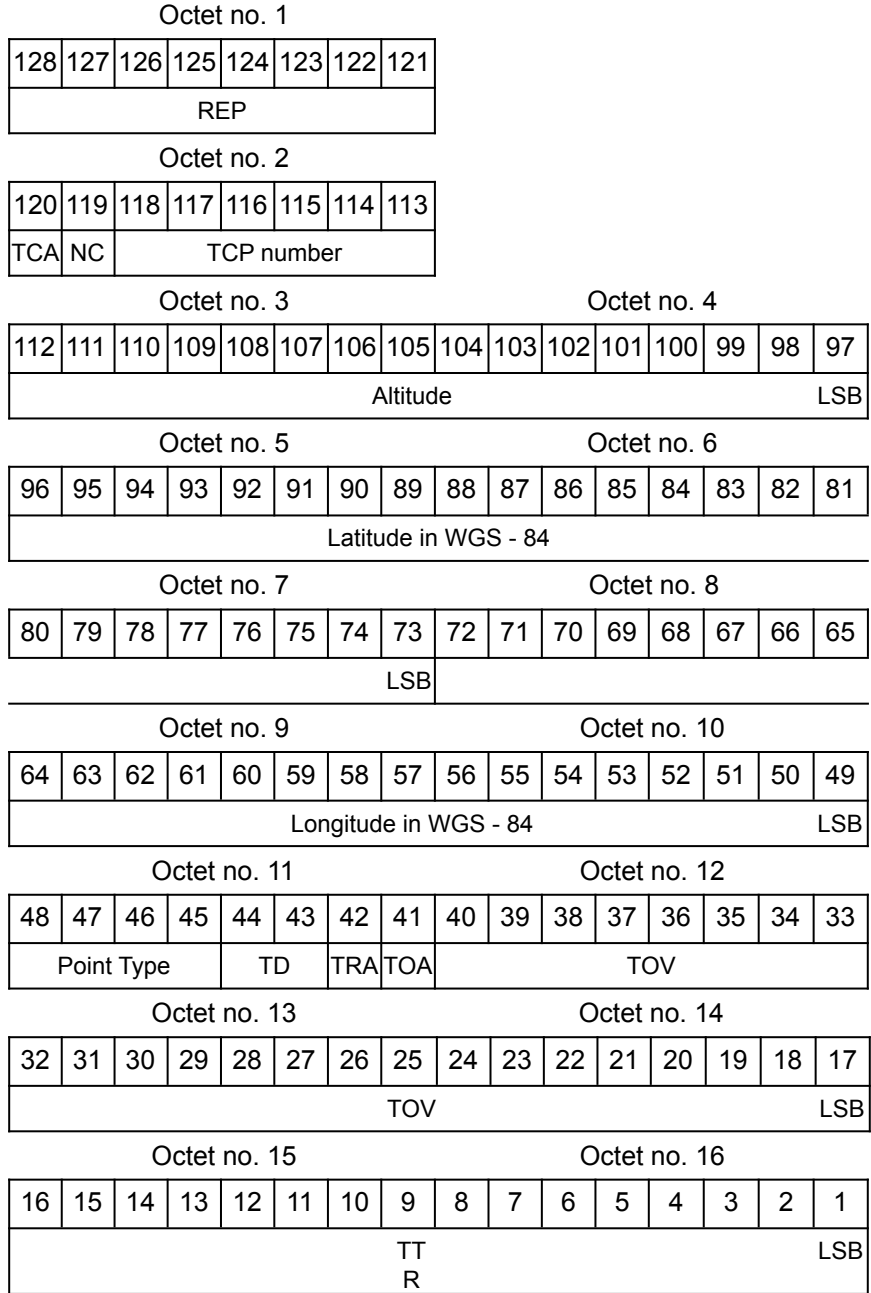 Octet no. 1
128 127 126 125 124 123 122 121
REP
Octet no. 2
120 119 118 117 116 115 114 113
TCA NC TCP number
Octet no. 3 Octet no. 4
112 111 110 109 108 107 106 105 104 103 102 101 100 99 98 97
Altitude LSB
Octet no. 5 Octet no. 6
96 95 94 93 92 91 90 89 88 87 86 85 84 83 82 81
Latitude in WGS - 84
Octet no. 7 Octet no. 8
80 79 78 77 76 75 74 73 72 71 70 69 68 67 66 65
LSB
Octet no. 9 Octet no. 10
64 63 62 61 60 59 58 57 56 55 54 53 52 51 50 49
Longitude in WGS - 84 LSB
Octet no. 11 Octet no. 12
48 47 46 45 44 43 42 41 40 39 38 37 36 35 34 33
Point Type TD TRA TOA TOV
Octet no. 13 Octet no. 14
32 31 30 29 28 27 26 25 24 23 22 21 20 19 18 17
TOV LSB
Octet no. 15 Octet no. 16
16 15 14 13 12 11 10 9 8 7 6 5 4 3 2 1
TT LSB
R